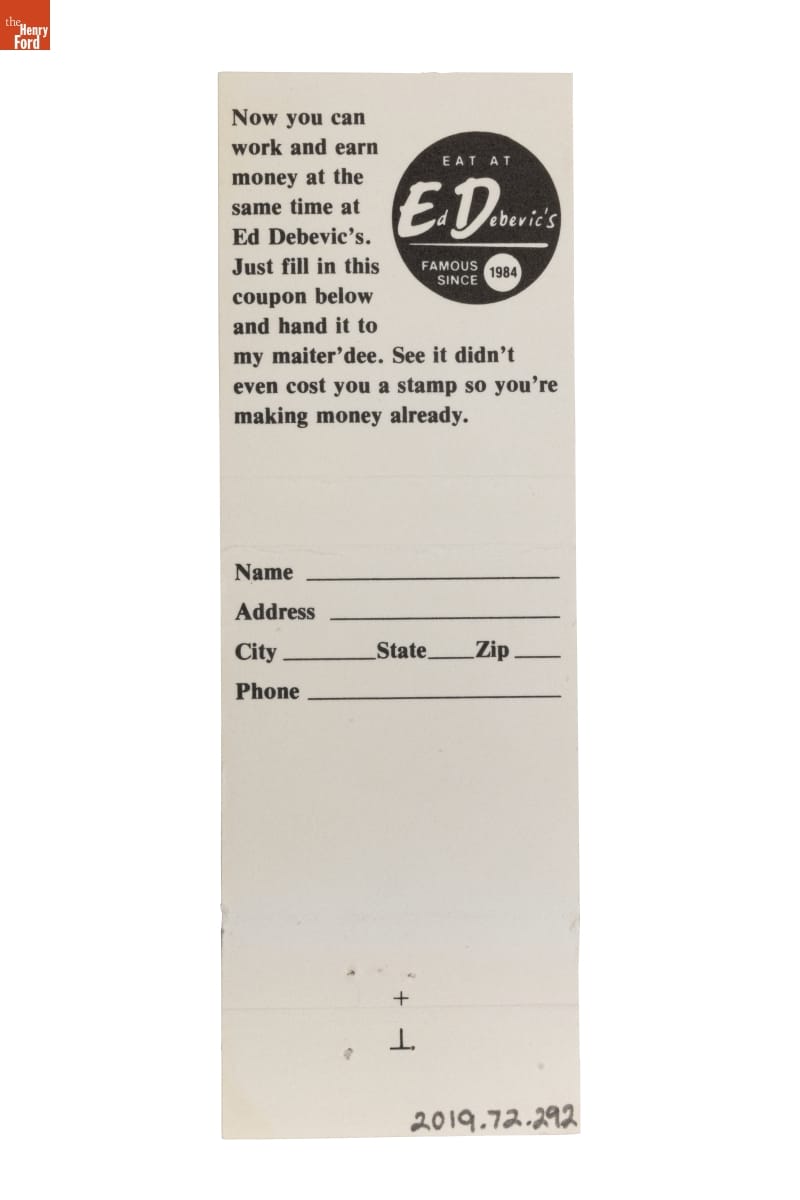 the
Henry
Ford
Now you can
work and earn
money at the
same time at
Ed Debevic's.
Just fill in this
coupon below
and hand it to
my maiter'dee. See it didn't
even cost you a stamp so you're
making money already.
EAT AT
Ed Debevic's
FAMOUS
SINCE 1984
Name
Address
City State Zip
Phone
2019.72.292